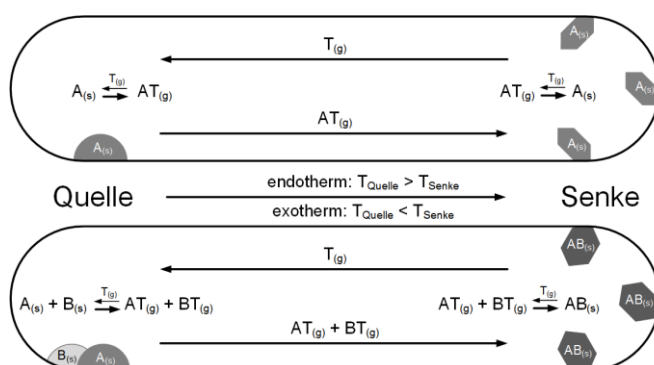 T(g)
A(s)
T(g)
A(s) ⇌ AT(g)
T(g)
AT(g) ⇌ A(s)
A(s)
AT(g)
A(s)
A(s)
Quelle
endotherm: TQuelle > TSenke
exotherm: TQuelle < TSenke
Senke
T(g)
AB(s)
T(g)
A(s) + B(s) ⇌ AT(g) + BT(g)
T(g)
AT(g) + BT(g) ⇌ AB(s)
AB(s)
AT(g) + BT(g)
B(s)
A(s)
AB(s)